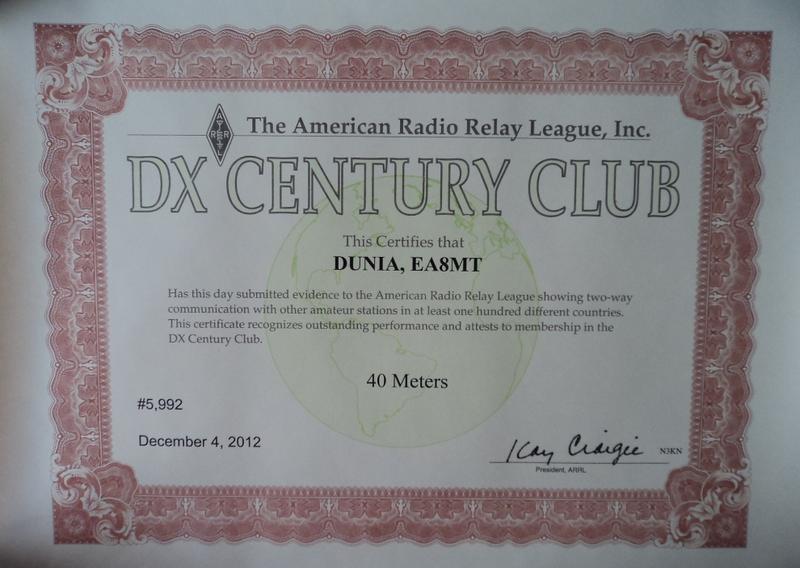 The American Radio Relay League, Inc.
A
R R
R
L
DX CENTURY CLUB
This Certifies that
DUNIA, EA8MT
Has this day submitted evidence to the American Radio Relay League showing two-way
communication with other amateur stations in at least one hundred different countries.
This certificate recognizes outstanding performance and attests to membership in the
DX Century Club.
40 Meters
#5,992
December 4, 2012
Kay Craigie N3KN
President, ARRL